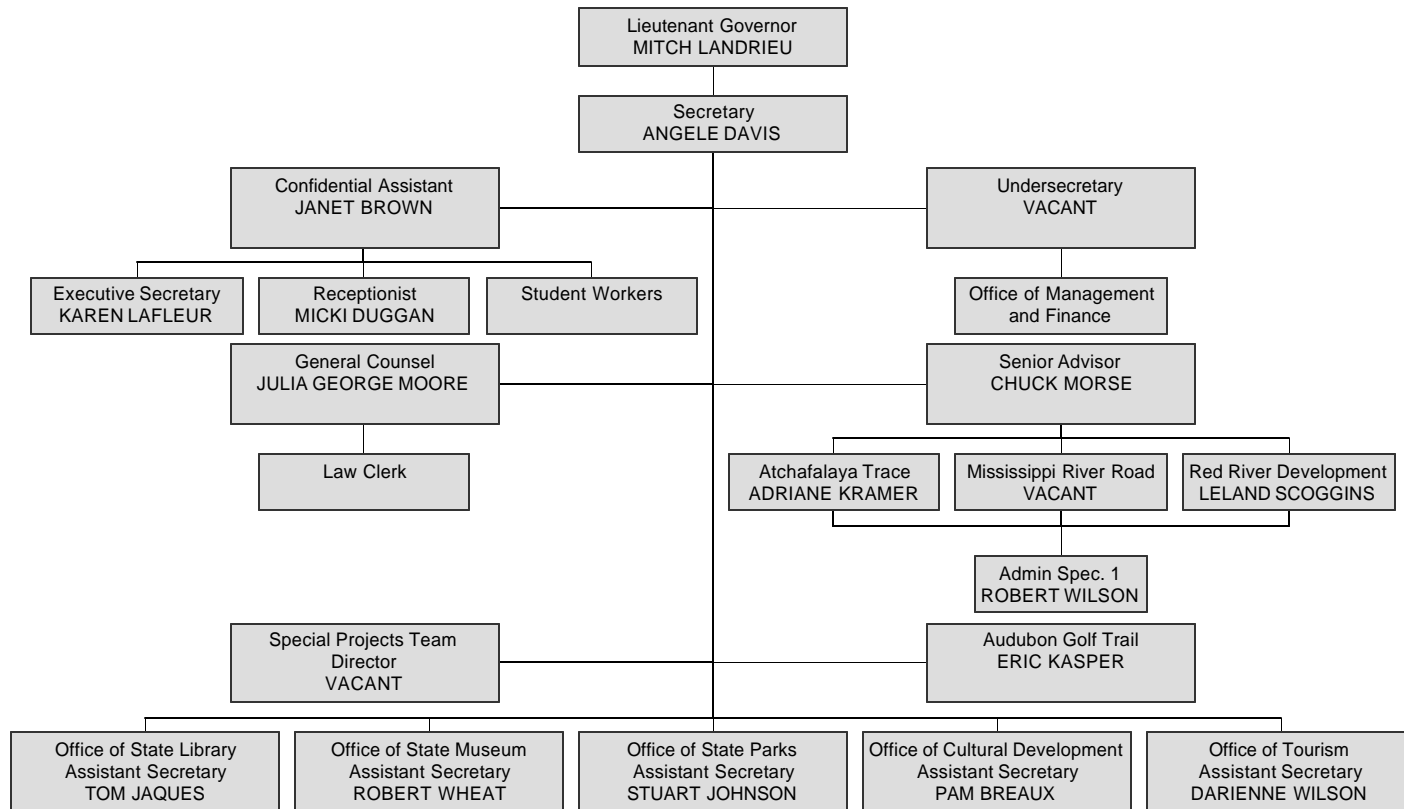 Lieutenant Governor
MITCH LANDRIEU
Secretary
ANGELE DAVIS
Confidential Assistant
JANET BROWN
Undersecretary
VACANT
Executive Secretary
KAREN LAFLEUR
Receptionist
MICKI DUGGAN
Student Workers
Office of Management
and Finance
General Counsel
JULIA GEORGE MOORE
Senior Advisor
CHUCK MORSE
Law Clerk
Atchafalaya Trace
ADRIANE KRAMER
Mississippi River Road
VACANT
Red River Development
LELAND SCOGGINS
Admin Spec. 1
ROBERT WILSON
Special Projects Team
Director
VACANT
Audubon Golf Trail
ERIC KASPER
Office of State Library
Assistant Secretary
TOM JAQUES
Office of State Museum
Assistant Secretary
ROBERT WHEAT
Office of State Parks
Assistant Secretary
STUART JOHNSON
Office of Cultural Development
Assistant Secretary
PAM BREAUX
Office of Tourism
Assistant Secretary
DARIENNE WILSON